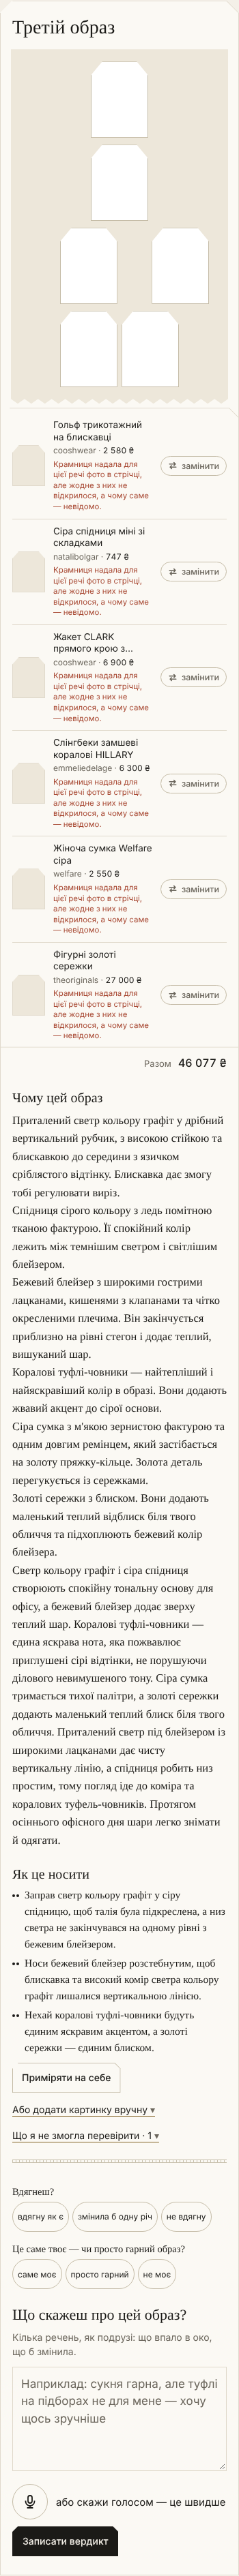 Третій образ
Гольф трикотажний
на блискавці
cooshwear · 2 580 ₴
Крамниця надала для
цієї речі фото в стрічці,
але жодне з них не
відкрилося, а чому саме
— невідомо.
замінити
Сіра спідниця міні зі
складками
natalibolgar · 747 ₴
Крамниця надала для
цієї речі фото в стрічці,
але жодне з них не
відкрилося, а чому саме
— невідомо.
замінити
Жакет CLARK
прямого крою з...
cooshwear · 6 900 ₴
Крамниця надала для
цієї речі фото в стрічці,
але жодне з них не
відкрилося, а чому саме
— невідомо.
замінити
Слінгбеки замшеві
коралові HILLARY
emmeliedelage · 6 300 ₴
Крамниця надала для
цієї речі фото в стрічці,
але жодне з них не
відкрилося, а чому саме
— невідомо.
замінити
Жіноча сумка Welfare
сіра
welfare · 2 550 ₴
Крамниця надала для
цієї речі фото в стрічці,
але жодне з них не
відкрилося, а чому саме
— невідомо.
замінити
Фігурні золоті
сережки
theoriginals · 27 000 ₴
Крамниця надала для
цієї речі фото в стрічці,
але жодне з них не
відкрилося, а чому саме
— невідомо.
замінити
Разом 46 077 ₴
Чому цей образ
Приталений светр кольору графіт у дрібний
вертикальний рубчик, з високою стійкою та
блискавкою до середини з язичком
сріблястого відтінку. Блискавка дає змогу
тобі регулювати виріз.
Спідниця сірого кольору з ледь помітною
тканою фактурою. Її спокійний колір
лежить між темнішим светром і світлішим
блейзером.
Бежевий блейзер з широкими гострими
лацканами, кишенями з клапанами та чітко
окресленими плечима. Він закінчується
приблизно на рівні стегон і додає теплий,
вишуканий шар.
Коралові туфлі-човники — найтепліший і
найяскравіший колір в образі. Вони додають
жвавий акцент до сірої основи.
Сіра сумка з м'якою зернистою фактурою та
одним довгим ремінцем, який застібається
на золоту пряжку-кільце. Золота деталь
перегукується із сережками.
Золоті сережки з блиском. Вони додають
маленький теплий відблиск біля твого
обличчя та підхоплюють бежевий колір
блейзера.
Светр кольору графіт і сіра спідниця
створюють спокійну тональну основу для
офісу, а бежевий блейзер додає зверху
теплий шар. Коралові туфлі-човники —
єдина яскрава нота, яка пожвавлює
приглушені сірі відтінки, не порушуючи
ділового невимушеного тону. Сіра сумка
тримається тихої палітри, а золоті сережки
додають маленький теплий блиск біля твого
обличчя. Приталений светр під блейзером із
широкими лацканами дає чисту
вертикальну лінію, а спідниця робить низ
простим, тому погляд іде до коміра та
коралових туфель-човників. Протягом
осіннього офісного дня шари легко знімати
й одягати.
Як це носити
•• Заправ светр кольору графіт у сіру
спідницю, щоб талія була підкреслена, а низ
светра не закінчувався на одному рівні з
бежевим блейзером.
•• Носи бежевий блейзер розстебнутим, щоб
блискавка та високий комір светра кольору
графіт лишалися вертикальною лінією.
•• Нехай коралові туфлі-човники будуть
єдиним яскравим акцентом, а золоті
сережки — єдиним блиском.
Приміряти на себе
Або додати картинку вручну ▾
Що я не змогла перевірити · 1 ▾
Вдягнеш?
вдягну як є
змінила б одну річ
не вдягну
Це саме твоє — чи просто гарний образ?
саме моє
просто гарний
не моє
Що скажеш про цей образ?
Кілька речень, як подрузі: що впало в око,
що б змінила.
Наприклад: сукня гарна, але туфлі
на підборах не для мене — хочу
щось зручніше
або скажи голосом — це швидше
Записати вердикт